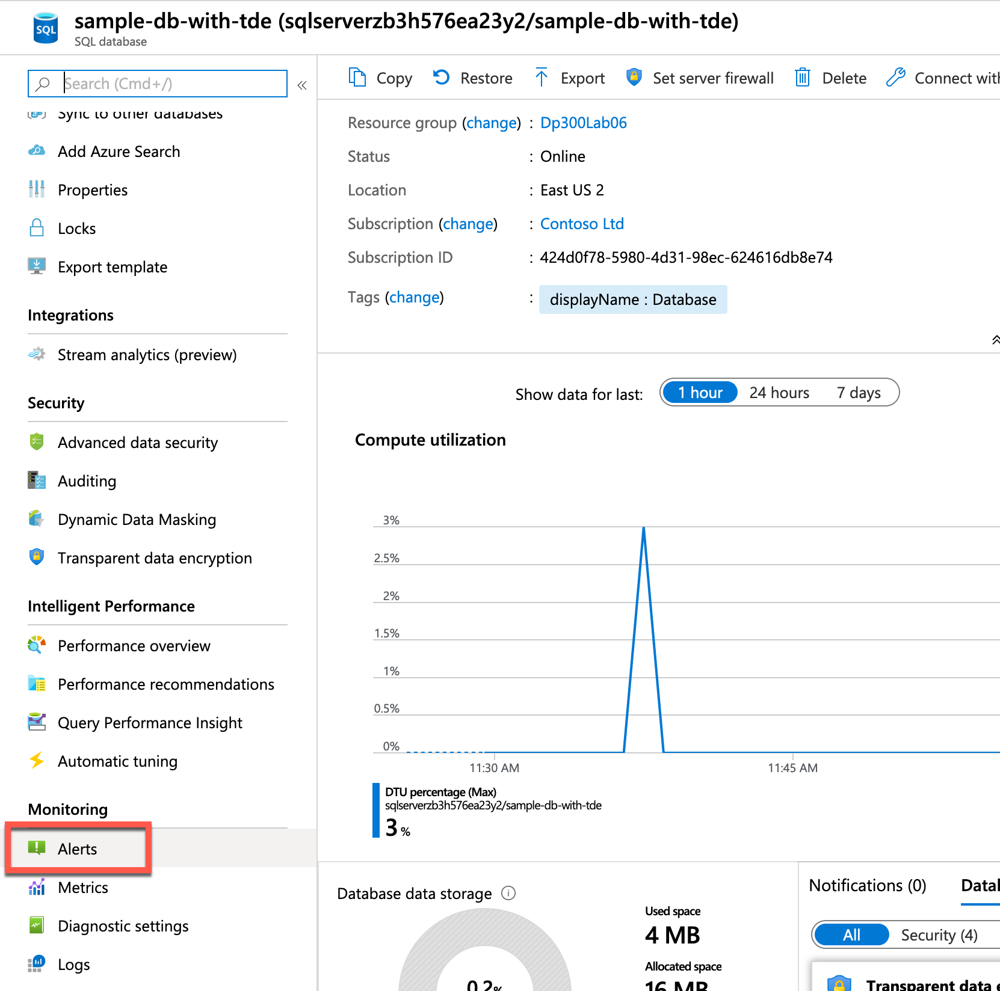 sample-db-with-tde (sqlserverzb3h576ea23y2/sample-db-with-tde)
SQL
SQL database
Search (Cmd+/)
Sync to other databases
Add Azure Search
Properties
Locks
Export template
Integrations
Stream analytics (preview)
Security
Advanced data security
Auditing
Dynamic Data Masking
Transparent data encryption
Intelligent Performance
Performance overview
Performance recommendations
Query Performance Insight
Automatic tuning
Monitoring
Alerts
Metrics
Diagnostic settings
Logs
Copy Restore Export Set server firewall Delete Connect with
Resource group (change) : Dp300Lab06
Status : Online
Location : East US 2
Subscription (change) : Contoso Ltd
Subscription ID : 424d0f78-5980-4d31-98ec-624616db8e74
Tags (change) : displayName : Database
Show data for last: 1 hour 24 hours 7 days
Compute utilization
3%
2.5%
2%
1.5%
1%
0.5%
0%
11:30 AM 11:45 AM
DTU percentage (Max)
sqlserverzb3h576ea23y2/sample-db-with-tde
3 %
Database data storage
0.2%
Used space
4 MB
Allocated space
16 MB
Notifications (0)
All Security (4)
Transparent data